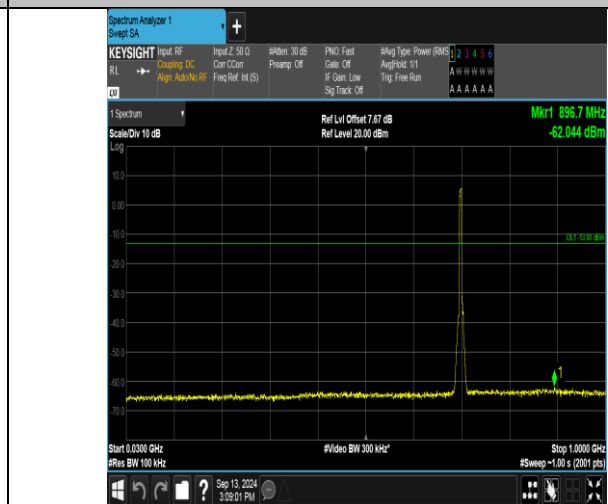 Spectrum Analyzer 1
Swept SA
+
KEYSIGHT
RL
LXI
Input: RF
Coupling: DC
Align: Auto/No RF
Input Z: 50 Ω
Corr CCorr
Freq Ref: Int (S)
#Atten: 30 dB
Preamp: Off
PNO: Fast
Gate: Off
IF Gain: Low
Sig Track: Off
#Avg Type: Power (RMS
Avg|Hold: 1/1
Trig: Free Run
1 2 3 4 5 6
A W W W W W
A A A A A A
1 Spectrum
Scale/Div 10 dB
Log
Ref Lvl Offset 7.67 dB
Ref Level 20.00 dBm
Mkr1 896.7 MHz
-62.044 dBm
10.0
0.00
-10.0
DL1 -13.00 dBm
-20.0
-30.0
-40.0
-50.0
-60.0
1
-70.0
Start 0.0300 GHz
#Res BW 100 kHz
#Video BW 300 kHz*
Stop 1.0000 GHz
#Sweep ~1.00 s (2001 pts)
?
Sep 13, 2024
3:09:01 PM